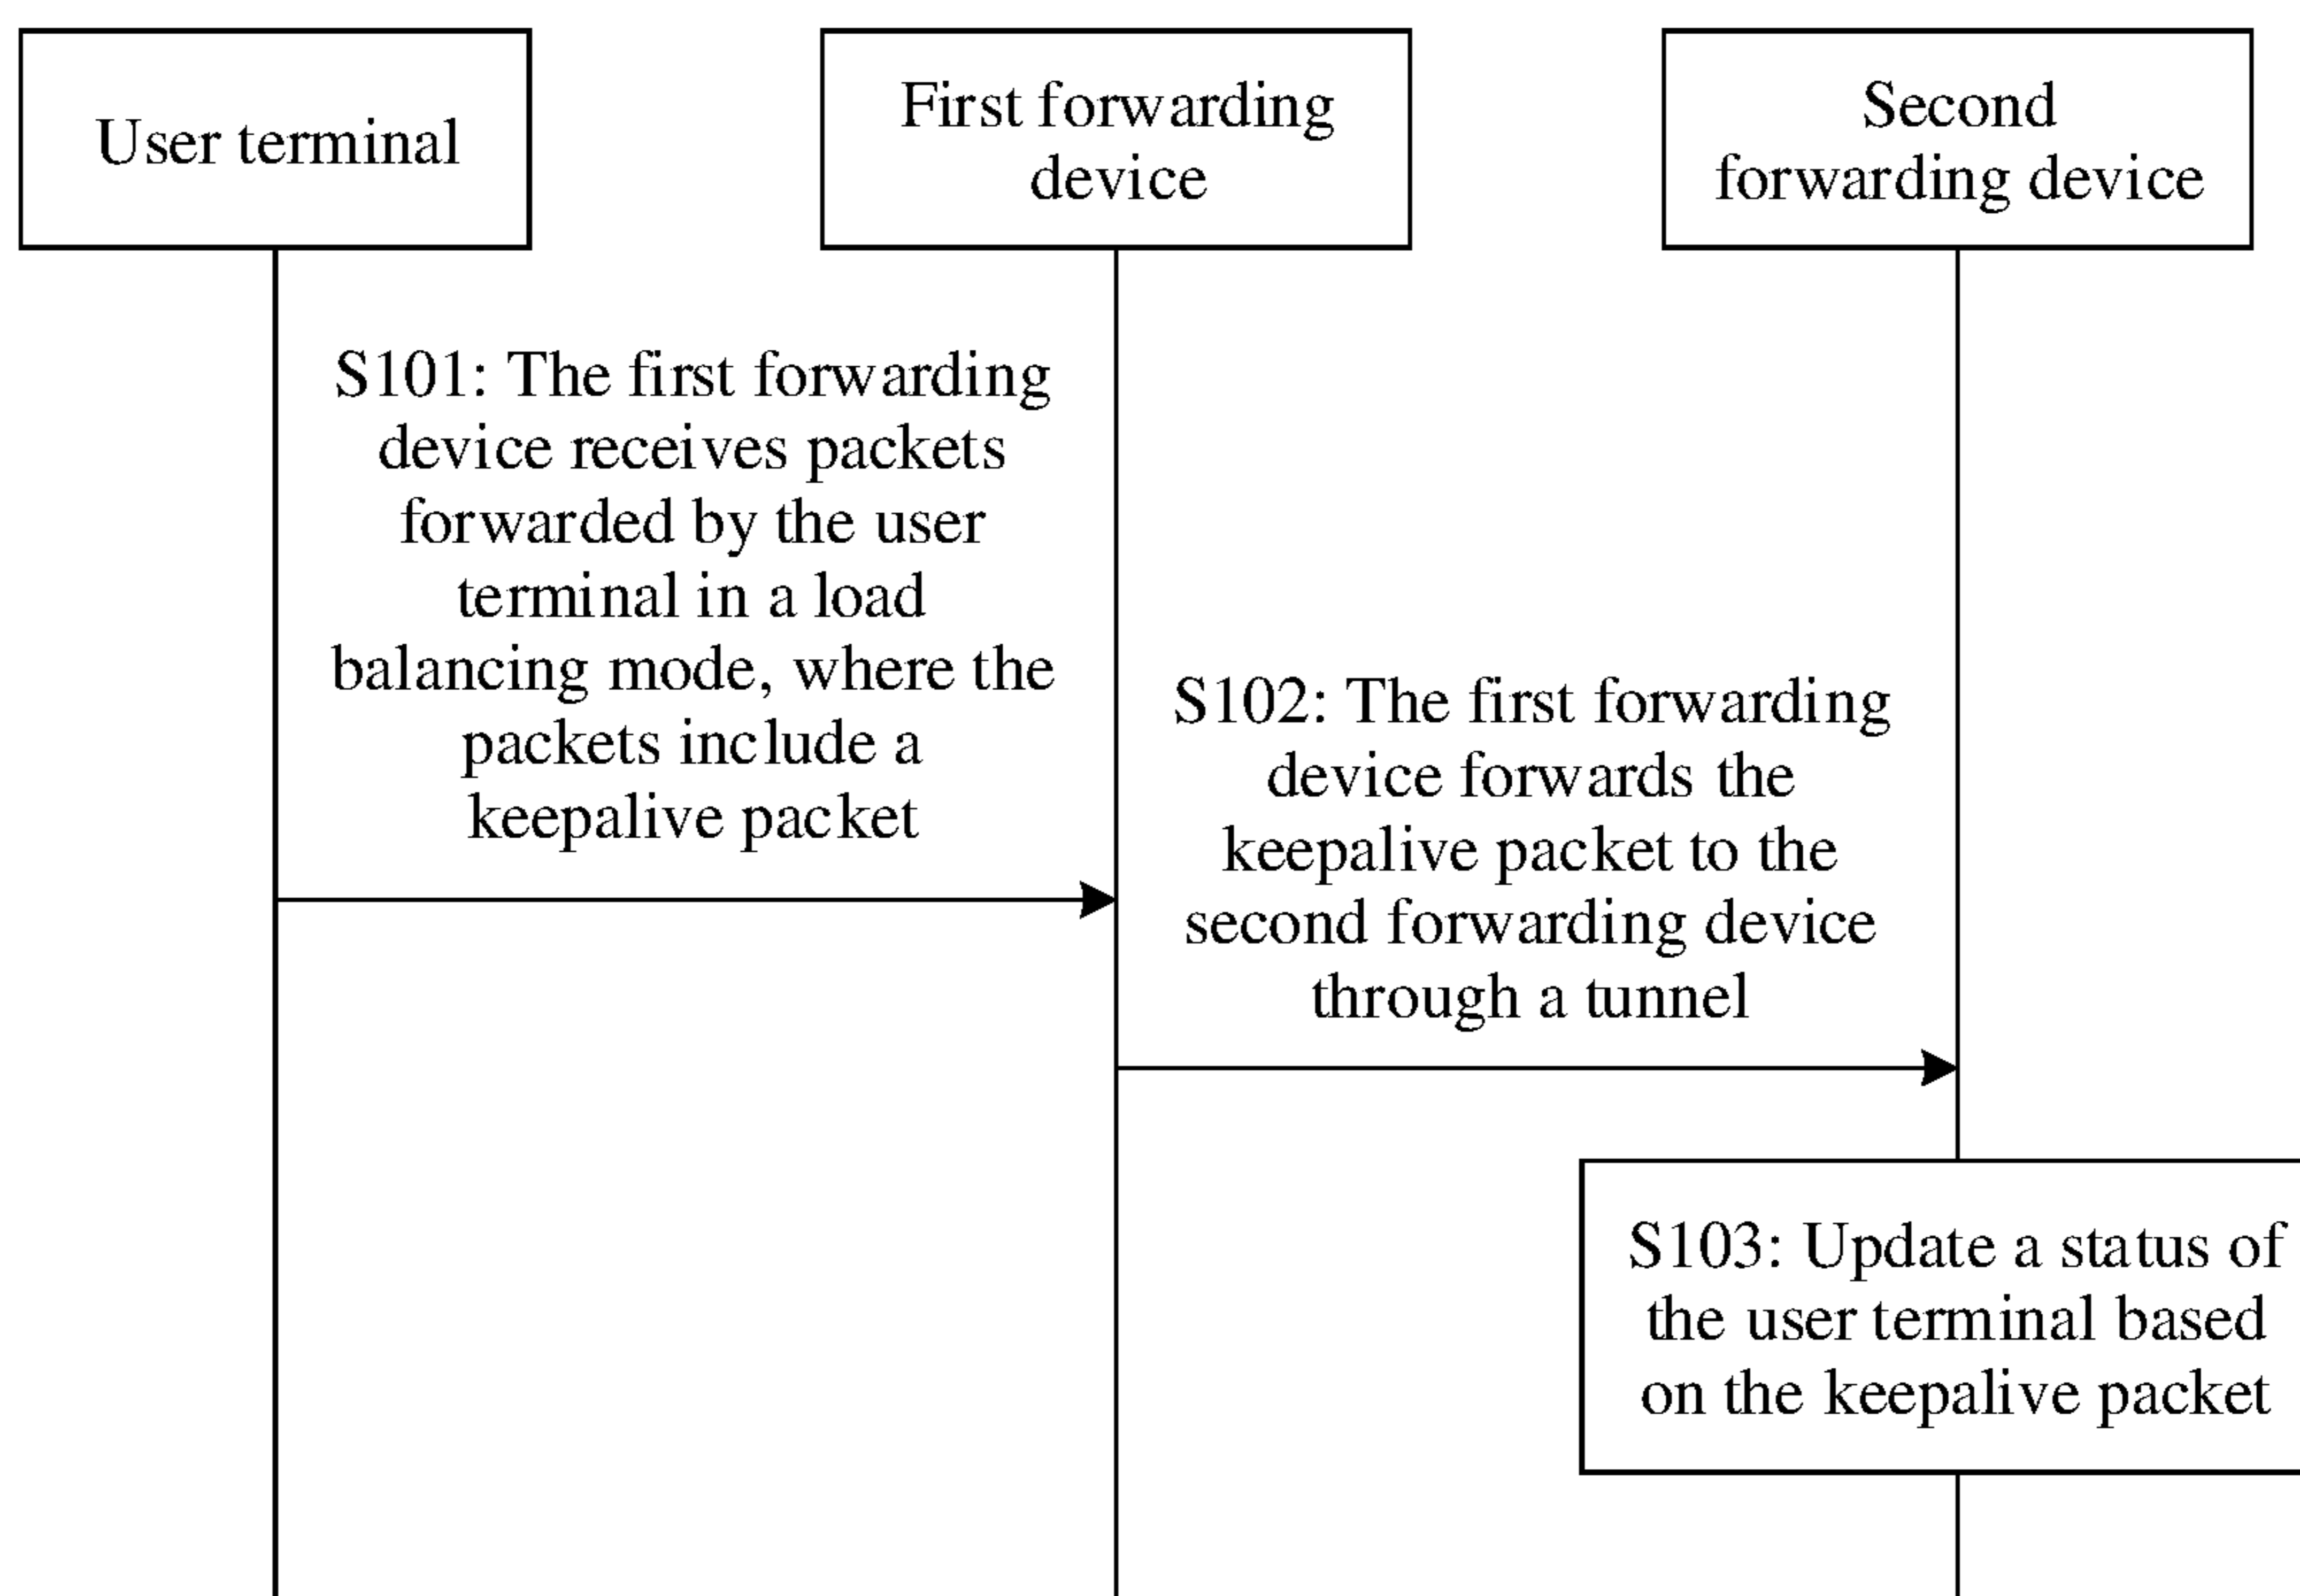 User terminal
First forwarding
device
Second
forwarding device
S101: The first forwarding
device receives packets
forwarded by the user
terminal in a load
balancing mode, where the
packets include a
keepalive packet
S102: The first forwarding
device forwards the
keepalive packet to the
second forwarding device
through a tunnel
S103: Update a status of
the user terminal based
on the keepalive packet